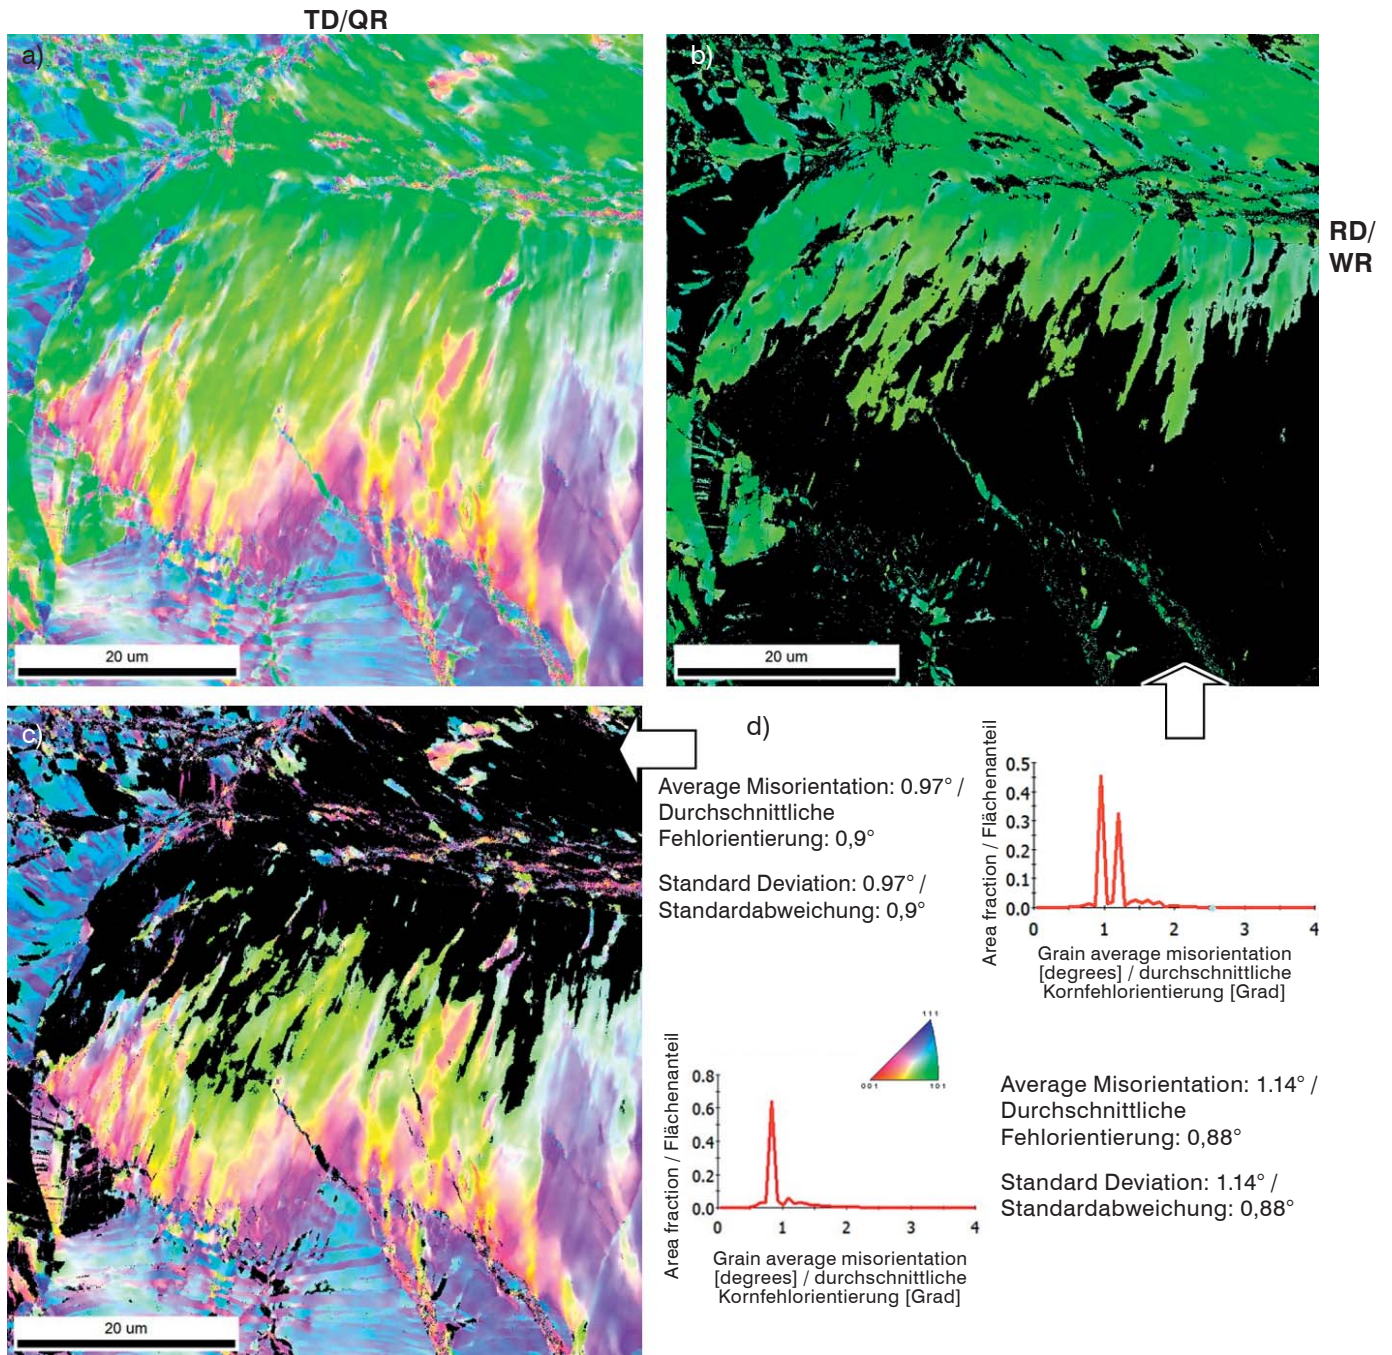 TD/QR
a)
b)
RD/
WR
20 um
20 um
c)
d)
Average Misorientation: 0.97° /
Durchschnittliche
Fehlorientierung: 0,9°
Standard Deviation: 0.97° /
Standardabweichung: 0,9°
Area fraction / Flächenanteil
0.5
0.4
0.3
0.2
0.1
0.0
0 1 2 3 4
Grain average misorientation
[degrees] / durchschnittliche
Kornfehlorientierung [Grad]
111
001 101
Area fraction / Flächenanteil
0.8
0.6
0.4
0.2
0.0
0 1 2 3 4
Grain average misorientation
[degrees] / durchschnittliche
Kornfehlorientierung [Grad]
Average Misorientation: 1.14° /
Durchschnittliche
Fehlorientierung: 0,88°
Standard Deviation: 1.14° /
Standardabweichung: 0,88°
20 um